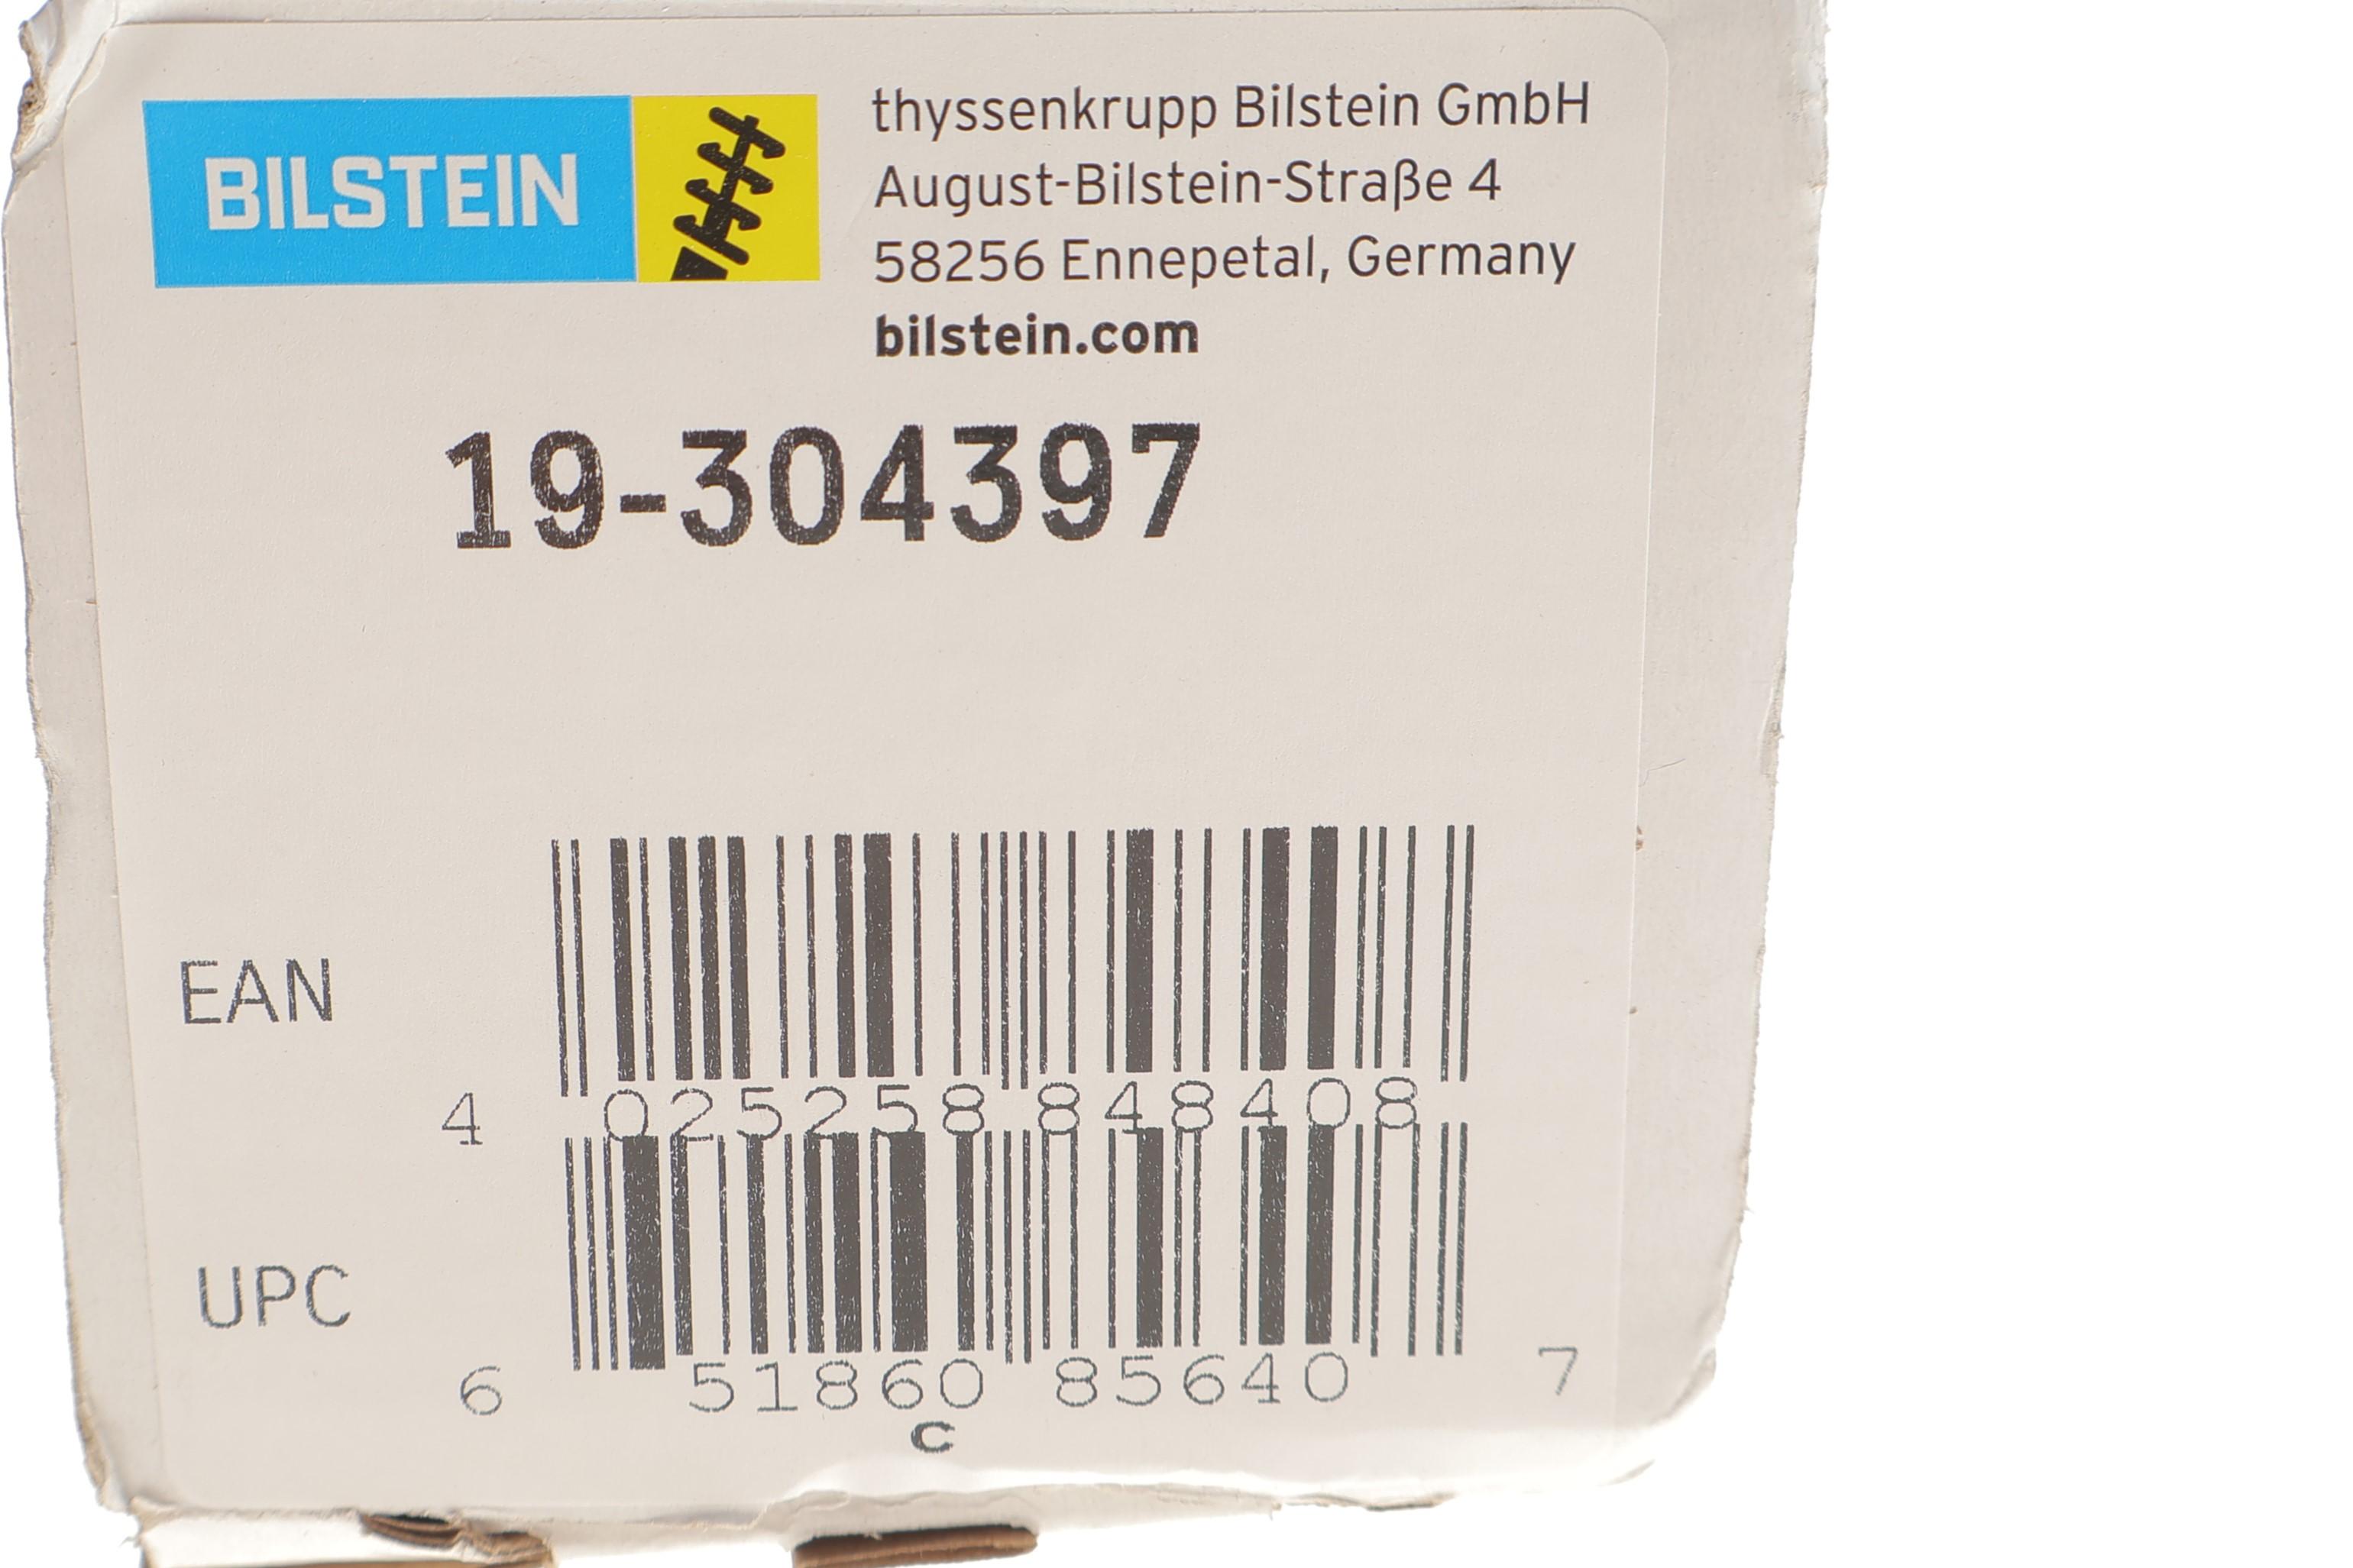 BILSTEIN
thyssenkrupp Bilstein GmbH
August-Bilstein-Straße 4
58256 Ennepetal, Germany
bilstein.com
19-304397
EAN
4 025258 848408
UPC
6 51860 85640 7
C